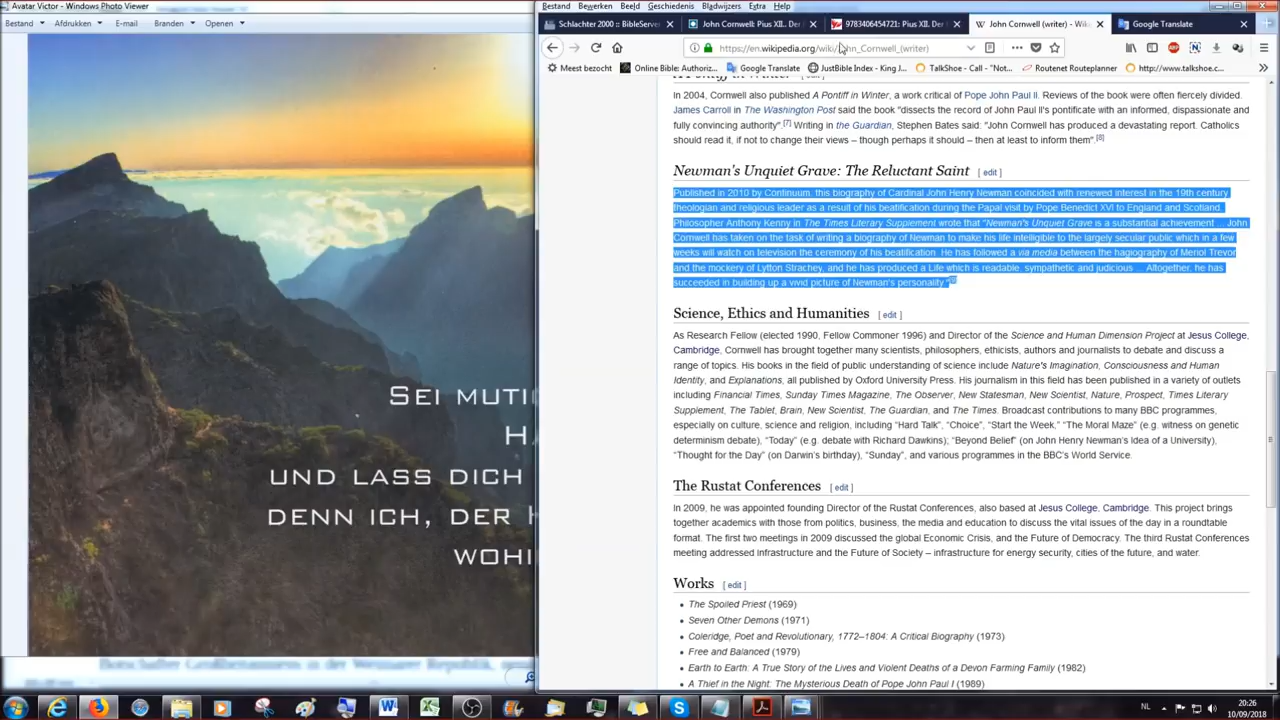 Avatar Victor - Windows Photo Viewer
Bestand Afdrukken E-mail Branden Openen
SEI MUTI
UND LASS DICH
DENN ICH, DER H
WOHI
Bestand Bewerken Beeld Geschiedenis Bladwijzers Extra Help
Schlachter 2000 :: BibleServe
John Cornwell: Pius XII. Der
9783406454721: Pius XII. Der
John Cornwell (writer) - Wik
Google Translate
https://en.wikipedia.org/wiki/John_Cornwell_(writer)
Meest bezocht
Online Bible: Authoriz...
Google Translate
JustBible Index - King J...
TalkShoe - Call - "Not...
Routenet Routeplanner
http://www.talkshoe.c...
A Pontiff in Winter [edit]
In 2004, Cornwell also published A Pontiff in Winter, a work critical of Pope John Paul II. Reviews of the book were often fiercely divided.
James Carroll in The Washington Post said the book "dissects the record of John Paul II's pontificate with an informed, dispassionate and
fully convincing authority".[7] Writing in the Guardian, Stephen Bates said: "John Cornwell has produced a devastating report. Catholics
should read it, if not to change their views – though perhaps it should – then at least to inform them" [8]
Newman's Unquiet Grave: The Reluctant Saint [edit]
Published in 2010 by Continuum, this biography of Cardinal John Henry Newman coincided with renewed interest in the 19th century
theologian and religious leader as a result of his beatification during the Papal visit by Pope Benedict XVI to England and Scotland.
Philosopher Anthony Kenny in The Times Literary Supplement wrote that "Newman's Unquiet Grave is a substantial achievement ... John
Cornwell has taken on the task of writing a biography of Newman to make his life intelligible to the largely secular public which in a few
weeks will watch on television the ceremony of his beatification. He has followed a via media between the hagiography of Meriol Trevor
and the mockery of Lytton Strachey, and he has produced a Life which is readable, sympathetic and judicious ... Altogether, he has
succeeded in building up a vivid picture of Newman's personality."[9]
Science, Ethics and Humanities [edit]
As Research Fellow (elected 1990, Fellow Commoner 1996) and Director of the Science and Human Dimension Project at Jesus College,
Cambridge, Cornwell has brought together many scientists, philosophers, ethicists, authors and journalists to debate and discuss a
range of topics. His books in the field of public understanding of science include Nature's Imagination, Consciousness and Human
Identity, and Explanations, all published by Oxford University Press. His journalism in this field has been published in a variety of outlets
including Financial Times, Sunday Times Magazine, The Observer, New Statesman, New Scientist, Nature, Prospect, Times Literary
Supplement, The Tablet, Brain, New Scientist, The Guardian, and The Times. Broadcast contributions to many BBC programmes,
especially on culture, science and religion, including "Hard Talk", "Choice", "Start the Week," "The Moral Maze" (e.g. witness on genetic
determinism debate), "Today" (e.g. debate with Richard Dawkins); "Beyond Belief" (on John Henry Newman's Idea of a University),
"Thought for the Day" (on Darwin's birthday), "Sunday", and various programmes in the BBC's World Service.
The Rustat Conferences [edit]
In 2009, he was appointed founding Director of the Rustat Conferences, also based at Jesus College, Cambridge. This project brings
together academics with those from politics, business, the media and education to discuss the vital issues of the day in a roundtable
format. The first two meetings in 2009 discussed the global Economic Crisis, and the Future of Democracy. The third Rustat Conferences
meeting addressed infrastructure and the Future of Society – infrastructure for energy security, cities of the future, and water.
Works [edit]
The Spoiled Priest (1969)
Seven Other Demons (1971)
Coleridge, Poet and Revolutionary, 1772–1804: A Critical Biography (1973)
Free and Balanced (1979)
Earth to Earth: A True Story of the Lives and Violent Deaths of a Devon Farming Family (1982)
A Thief in the Night: The Mysterious Death of Pope John Paul I (1989)
Botschafter Großbritanniens in der Weimarer Republik,
NL
20:26
10/09/2018